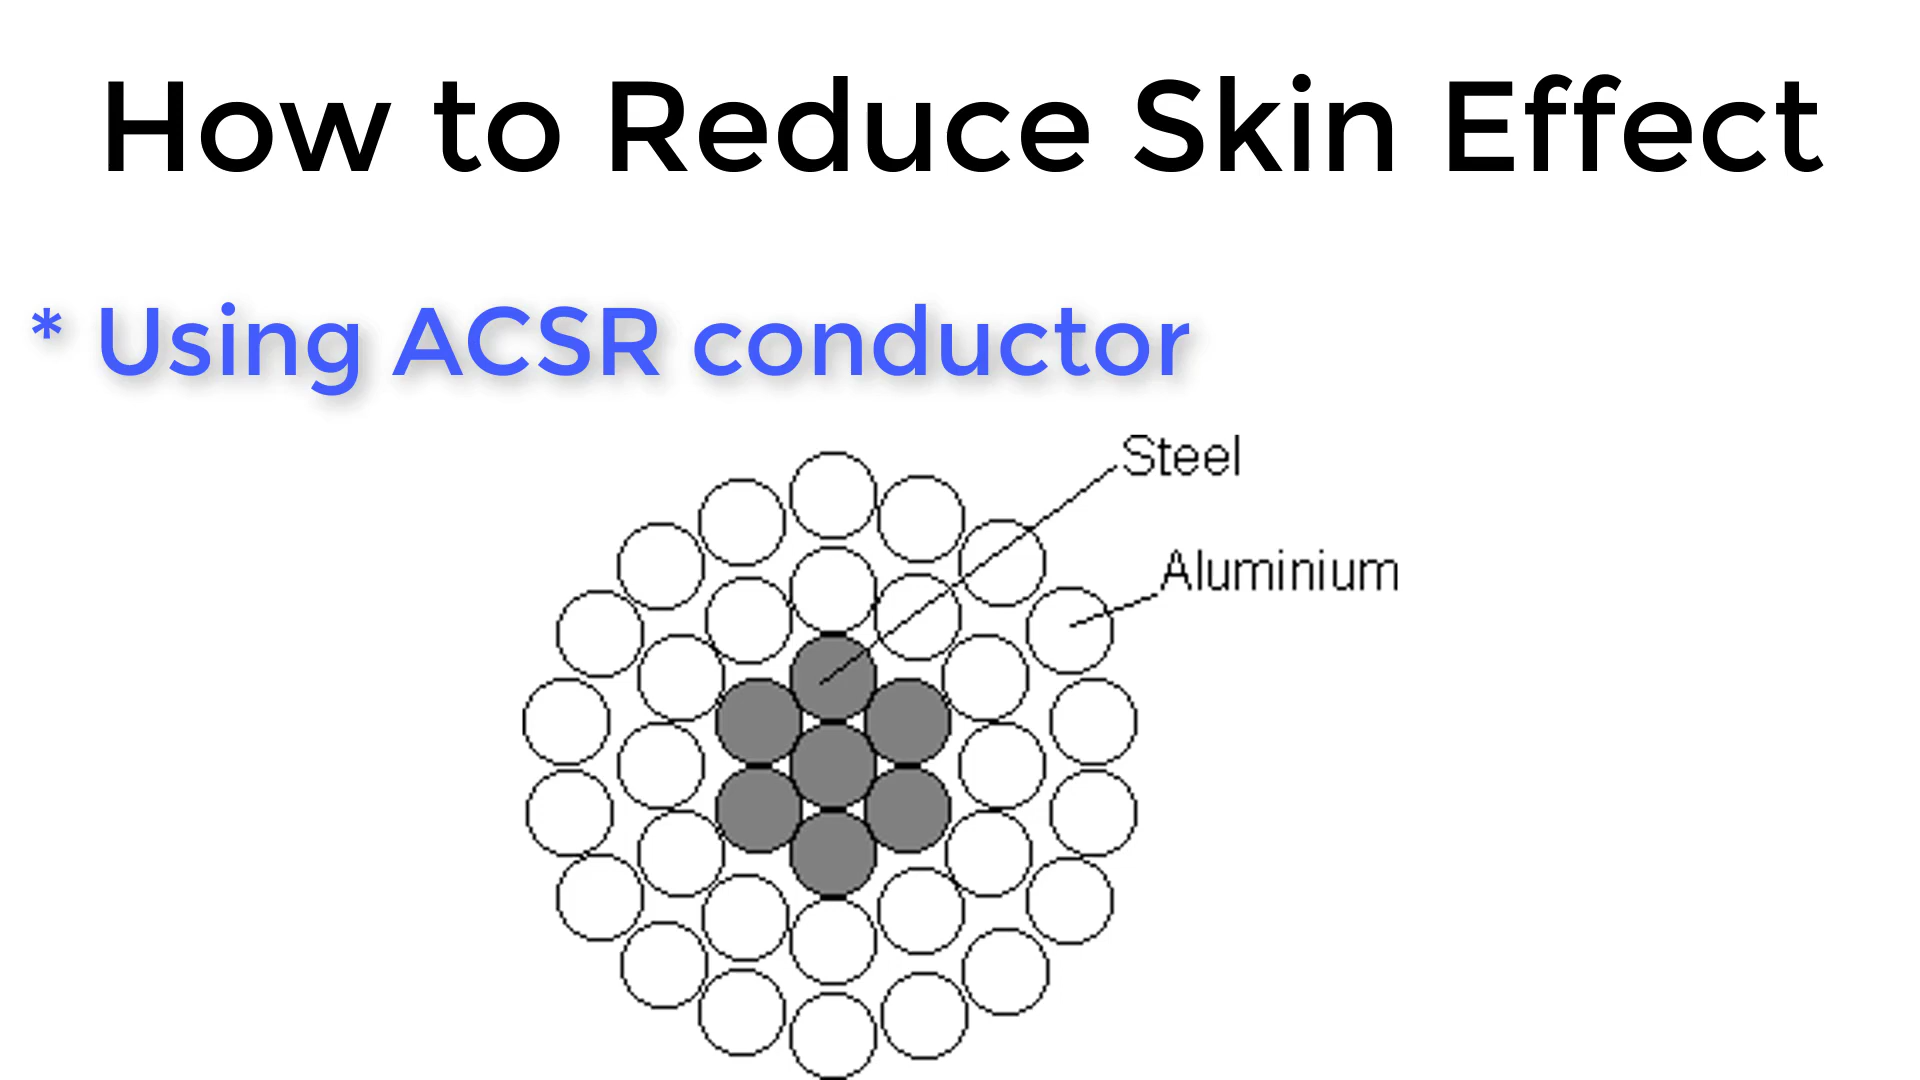 How to Reduce Skin Effect
* Using ACSR conductor
Steel
Aluminium